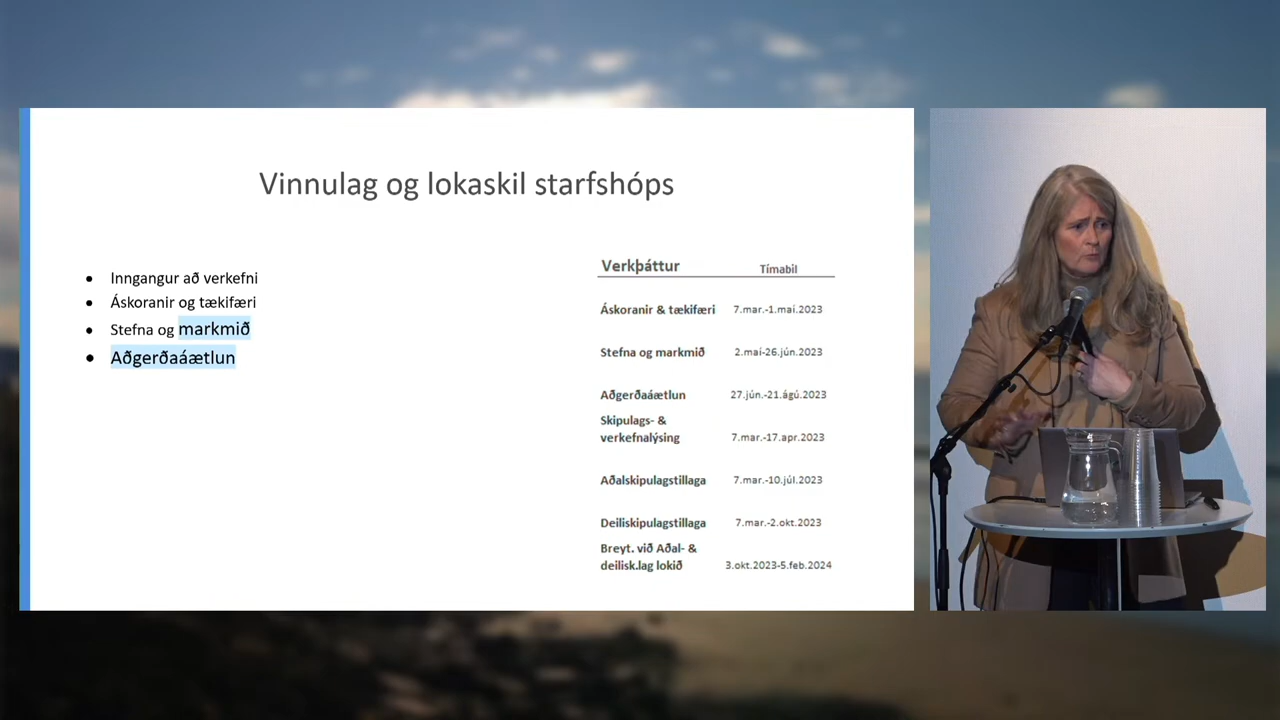 Vinnulag og lokaskil starfshóps
Inngangur að verkefni
Áskoranir og tækifæri
Stefna og markmið
Aðgerðaáætlun
Verkþáttur Tímabil
Áskoranir & tækifæri 7.mar.-1.maí.2023
Stefna og markmið 2.maí-26.jún.2023
Aðgerðaáætlun 27.jún.-21.ágú.2023
Skipulags- &
verkefnalýsing 7.mar.-17.apr.2023
Aðalskipulagstillaga 7.mar.-10.júl.2023
Deiliskipulagstillaga 7.mar.-2.okt.2023
Breyt. við Aðal- &
deilisk.lag lokið 3.okt.2023-5.feb.2024